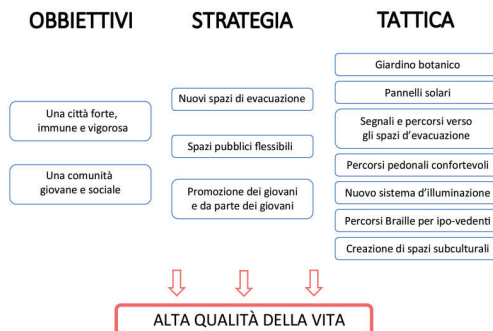 OBBIETTIVI
STRATEGIA
TATTICA
Una città forte,
immune e vigorosa
Una comunità
giovane e sociale
Nuovi spazi di evacuazione
Spazi pubblici flessibili
Promozione dei giovani
e da parte dei giovani
Giardino botanico
Pannelli solari
Segnali e percorsi verso
gli spazi d'evacuazione
Percorsi pedonali confortevoli
Nuovo sistema d'illuminazione
Percorsi Braille per ipo-vedenti
Creazione di spazi subculturali
ALTA QUALITÀ DELLA VITA